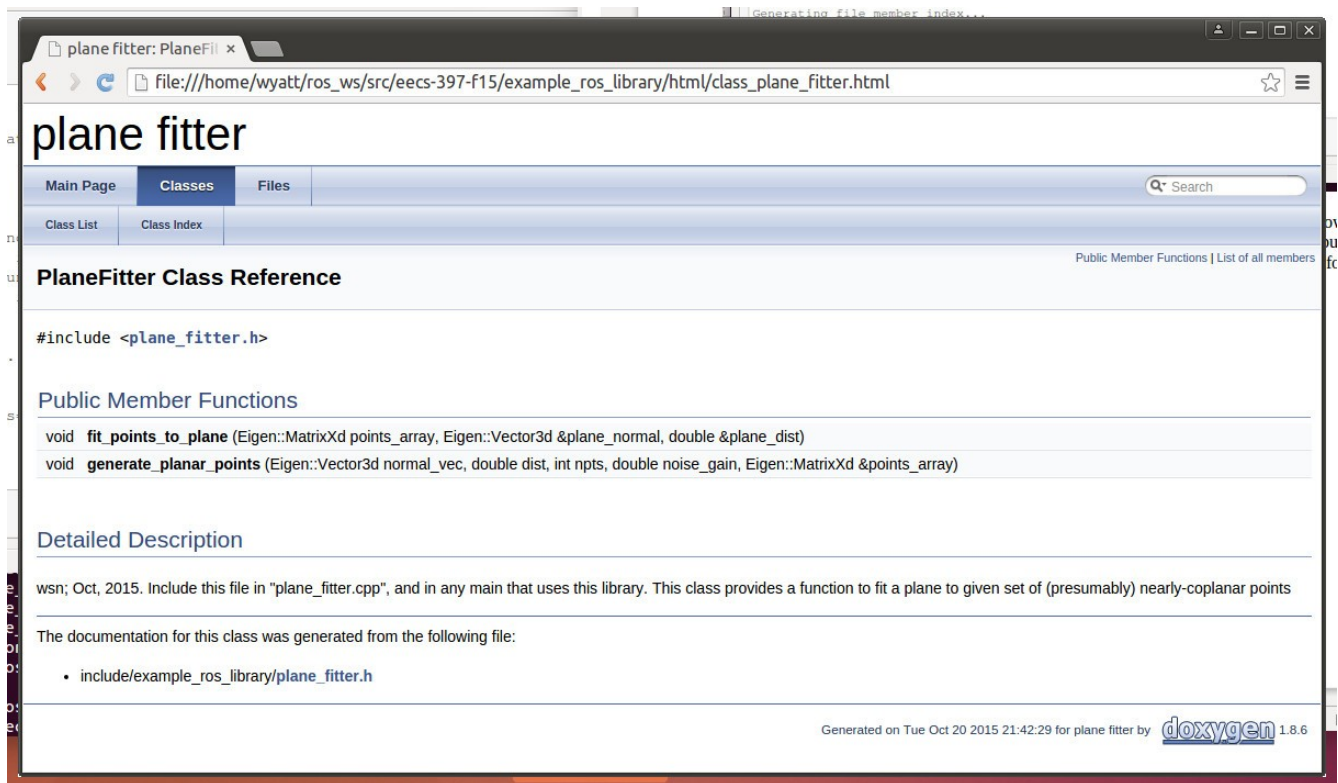 Generating file member index...
plane fitter: PlaneFi
file:///home/wyatt/ros_ws/src/eecs-397-f15/example_ros_library/html/class_plane_fitter.html
plane fitter
Main Page Classes Files Search
Class List Class Index
Public Member Functions | List of all members
PlaneFitter Class Reference
#include <plane_fitter.h>
Public Member Functions
void fit_points_to_plane (Eigen::MatrixXd points_array, Eigen::Vector3d &plane_normal, double &plane_dist)
void generate_planar_points (Eigen::Vector3d normal_vec, double dist, int npts, double noise_gain, Eigen::MatrixXd &points_array)
Detailed Description
wsn; Oct, 2015. Include this file in "plane_fitter.cpp", and in any main that uses this library. This class provides a function to fit a plane to given set of (presumably) nearly-coplanar points
The documentation for this class was generated from the following file:
• include/example_ros_library/plane_fitter.h
Generated on Tue Oct 20 2015 21:42:29 for plane fitter by doxygen 1.8.6